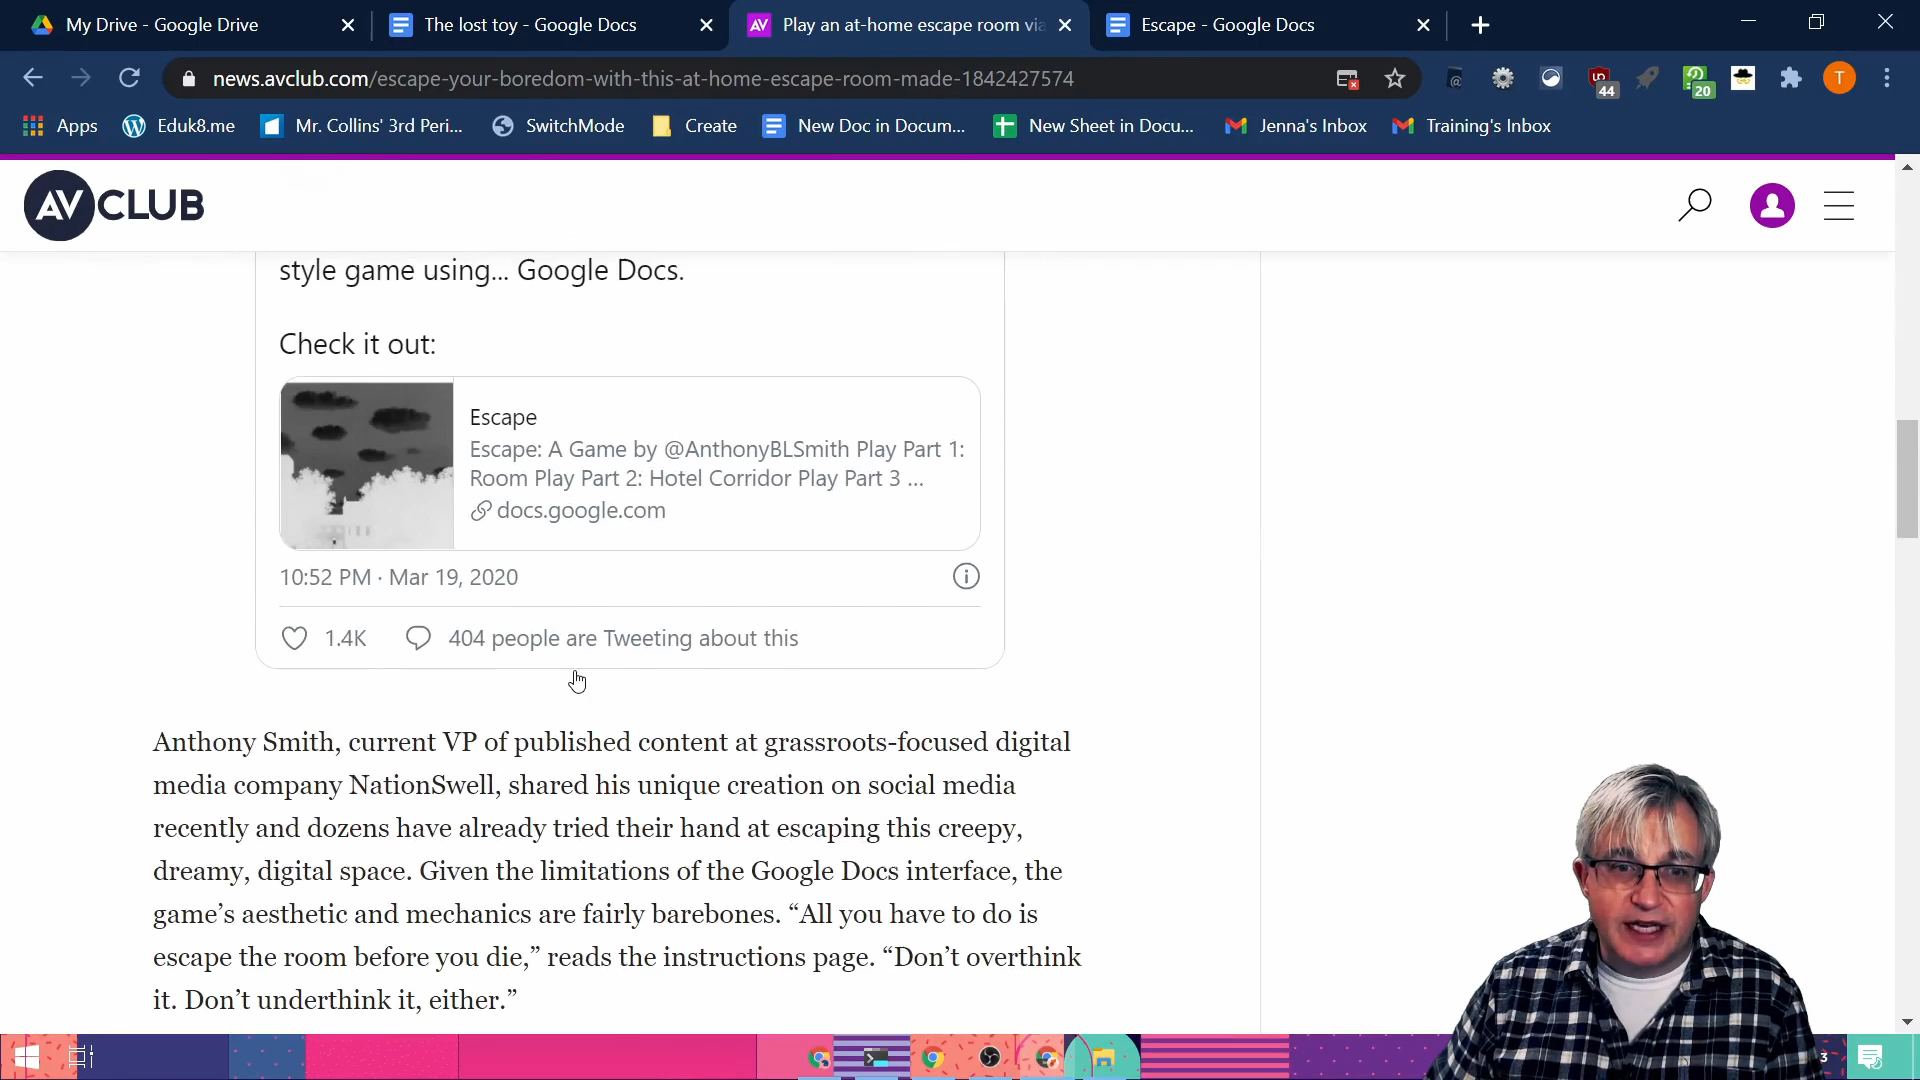 My Drive - Google Drive
The lost toy - Google Docs
Play an at-home escape room via
Escape - Google Docs
news.avclub.com/escape-your-boredom-with-this-at-home-escape-room-made-1842427574
44
20
T
Apps
Eduk8.me
Mr. Collins' 3rd Peri...
SwitchMode
Create
New Doc in Docum...
New Sheet in Docu...
Jenna's Inbox
Training's Inbox
AV CLUB
style game using... Google Docs.
Check it out:
Escape
Escape: A Game by @AnthonyBLSmith Play Part 1:
Room Play Part 2: Hotel Corridor Play Part 3 ...
docs.google.com
10:52 PM · Mar 19, 2020
1.4K
404 people are Tweeting about this
Anthony Smith, current VP of published content at grassroots-focused digital
media company NationSwell, shared his unique creation on social media
recently and dozens have already tried their hand at escaping this creepy,
dreamy, digital space. Given the limitations of the Google Docs interface, the
game's aesthetic and mechanics are fairly barebones. “All you have to do is
escape the room before you die,” reads the instructions page. “Don't overthink
it. Don't underthink it, either.”
3